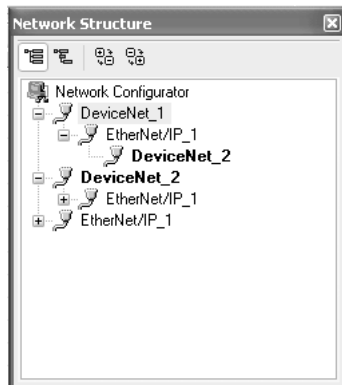 Network Structure
Network Configurator
DeviceNet_1
EtherNet/IP_1
DeviceNet_2
DeviceNet_2
EtherNet/IP_1
EtherNet/IP_1